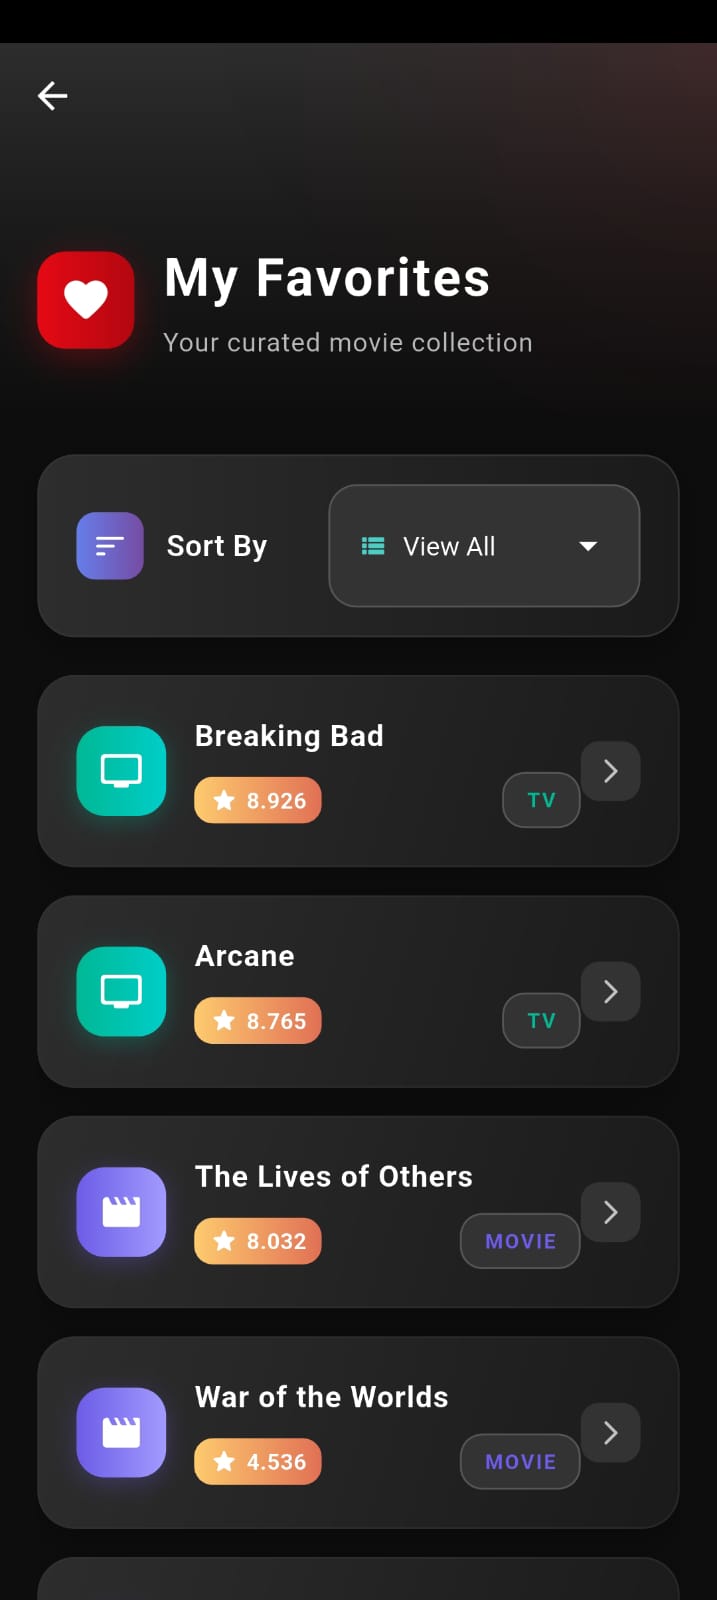 My Favorites
Your curated movie collection
Sort By
View All
Breaking Bad
8.926
TV
Arcane
8.765
TV
The Lives of Others
8.032
MOVIE
War of the Worlds
4.536
MOVIE